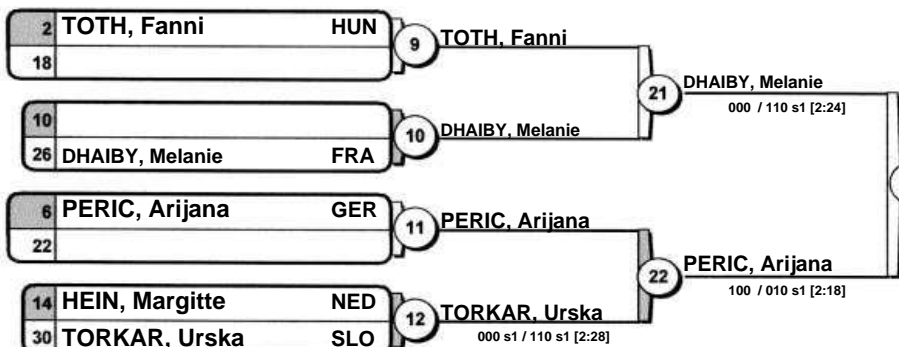 2 TOTH, Fanni HUN
18
9
TOTH, Fanni
10
26 DHAIBY, Melanie FRA
10
DHAIBY, Melanie
21
DHAIBY, Melanie
000 / 110 s1 [2:24]
6 PERIC, Arijana GER
22
11
PERIC, Arijana
14 HEIN, Margitte NED
30 TORKAR, Urska SLO
12
TORKAR, Urska
000 s1 / 110 s1 [2:28]
22
PERIC, Arijana
100 / 010 s1 [2:18]